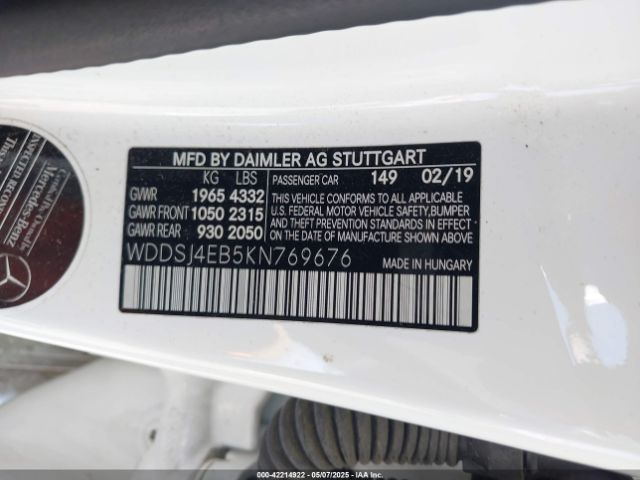 MFD BY DAIMLER AG STUTTGART
KG LBS
GVWR 1965 4332
GAWR FRONT 1050 2315
GAWR REAR 930 2050
PASSENGER CAR 149 02/19
THIS VEHICLE CONFORMS TO ALL APPLICABLE
U.S. FEDERAL MOTOR VEHICLE SAFETY,BUMPER
AND THEFT PREVENTION STANDARDS IN EFFECT
ON THE DATE OF MANUFACTURE SHOWN ABOVE.
WDDSJ4EB5KN769676
MADE IN HUNGARY
Mercedes-Benz
000-42214922 - 05/07/2025 - IAA, Inc.